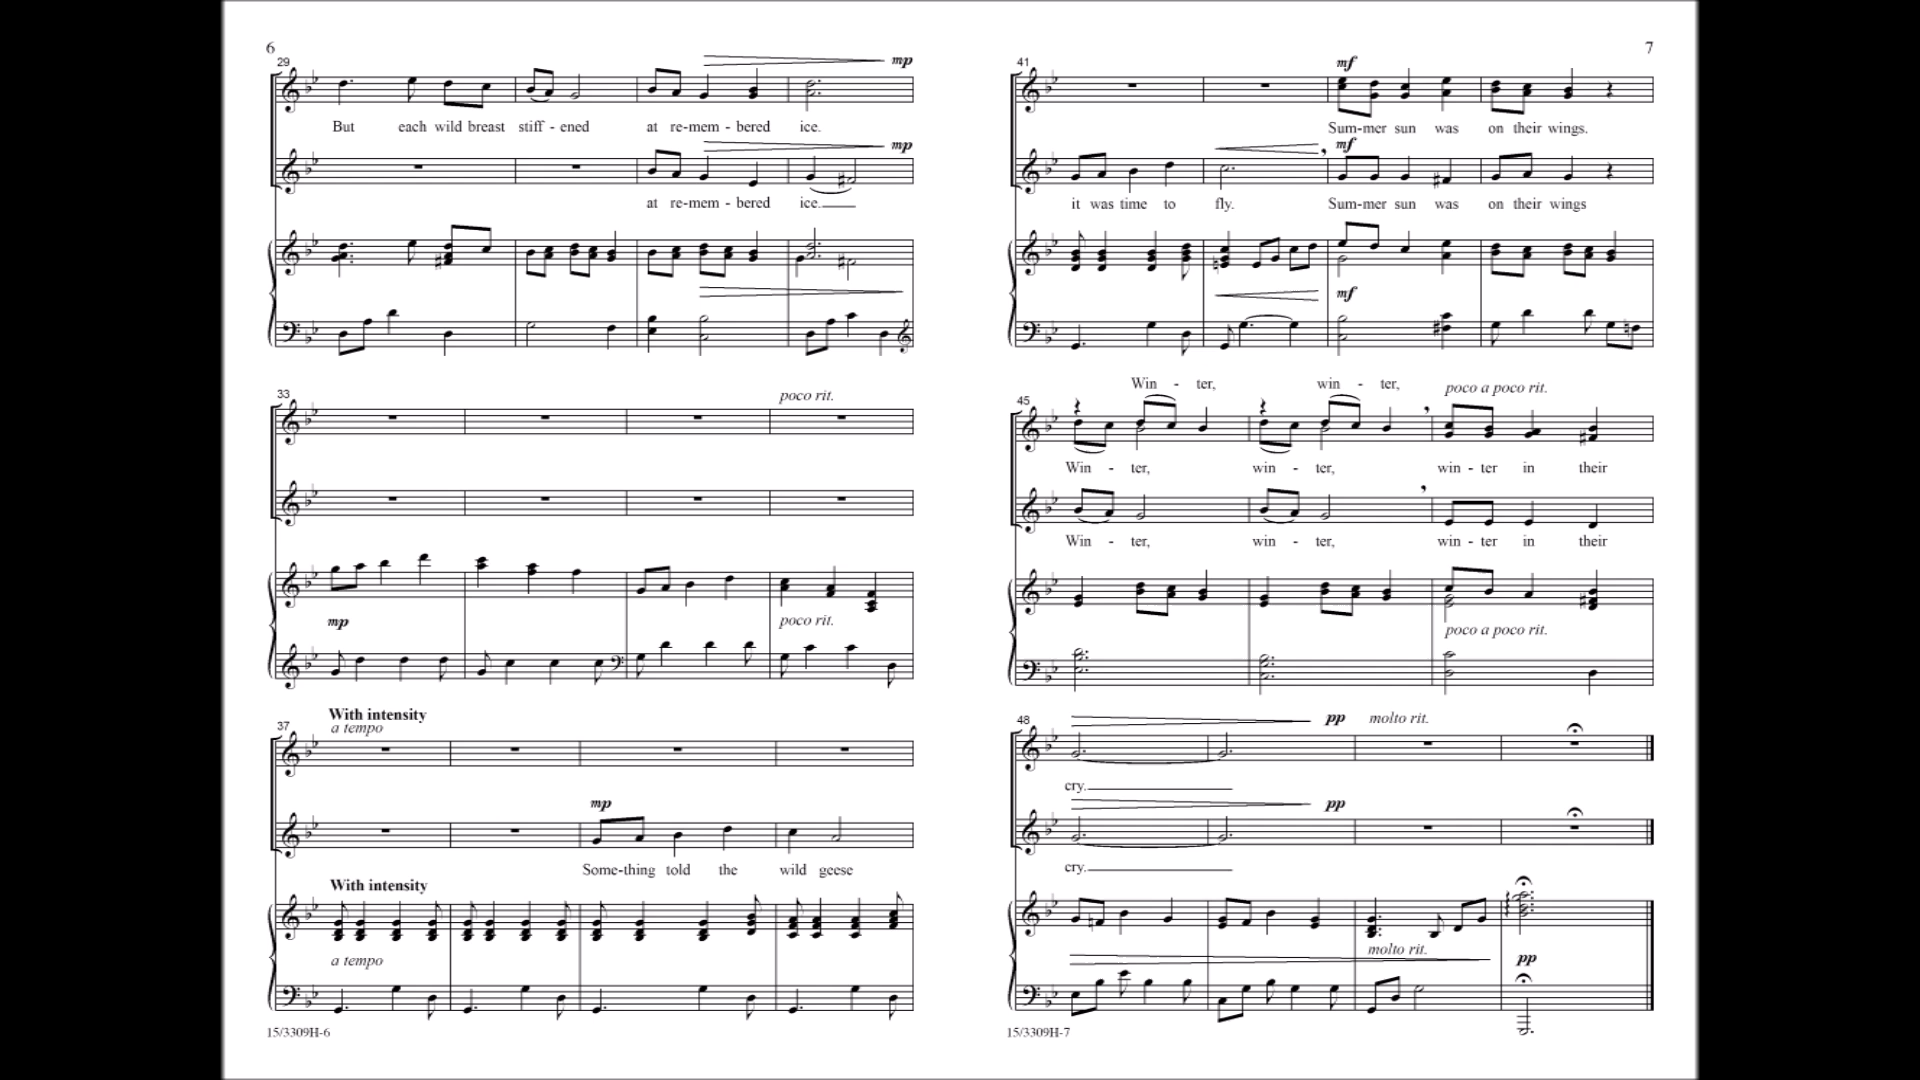 6
29
mp
But each wild breast stiff - ened at re-mem - bered ice.
mp
at re-mem - bered ice.
33
poco rit.
mp
poco rit.
With intensity
37
a tempo
mp
Some-thing told the wild geese
With intensity
a tempo
15/3309H-6
7
41
mf
Sum-mer sun was on their wings.
mf
it was time to fly. Sum-mer sun was on their wings
mf
Win - ter, win - ter,
poco a poco rit.
45
Win - ter, win - ter, win - ter in their
Win - ter, win - ter, win - ter in their
poco a poco rit.
48
pp
molto rit.
cry.
pp
cry.
molto rit.
pp
15/3309H-7